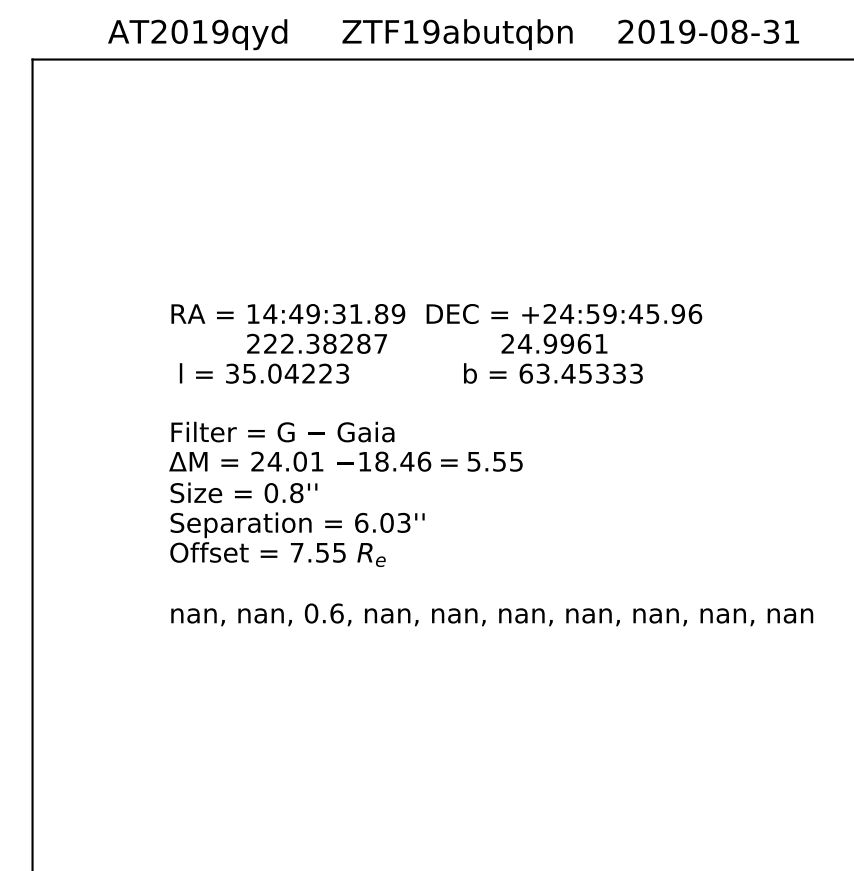 AT2019qyd ZTF19abutqbn 2019-08-31
RA = 14:49:31.89 DEC = +24:59:45.96
222.38287 24.9961
l = 35.04223 b = 63.45333
Filter = G − Gaia
ΔM = 24.01 −18.46 = 5.55
Size = 0.8''
Separation = 6.03''
Offset = 7.55 Re
nan, nan, 0.6, nan, nan, nan, nan, nan, nan, nan